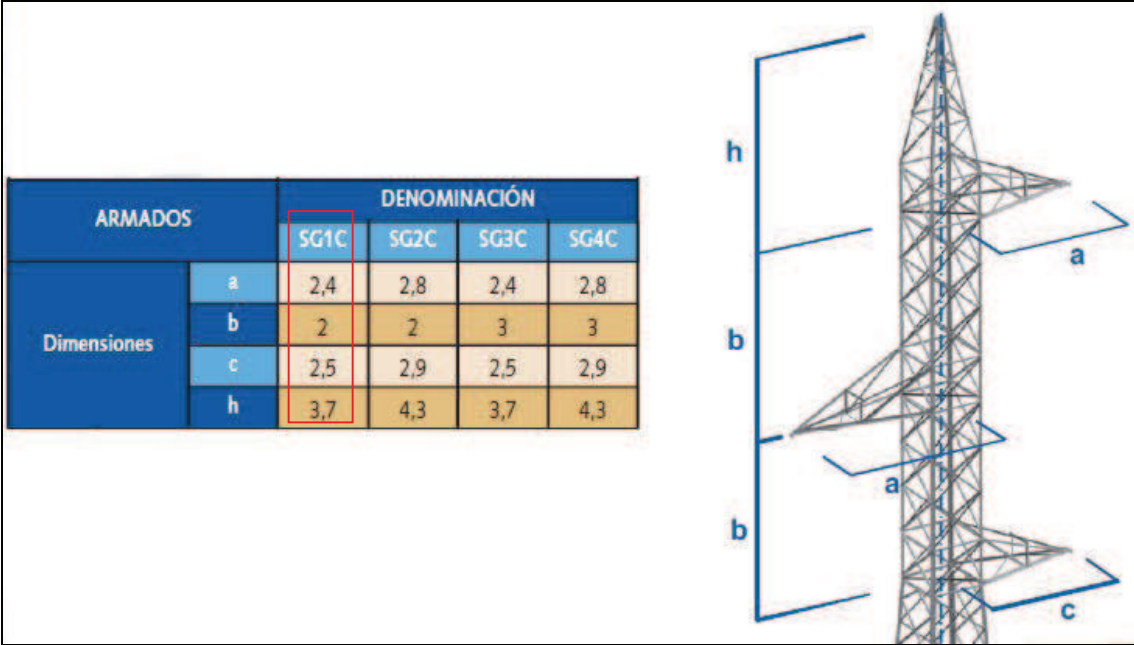 ARMADOS DENOMINACIÓN
SG1C SG2C SG3C SG4C
Dimensiones
a 2,4 2,8 2,4 2,8
b 2 2 3 3
c 2,5 2,9 2,5 2,9
h 3,7 4,3 3,7 4,3
h
a
b
a
b
c